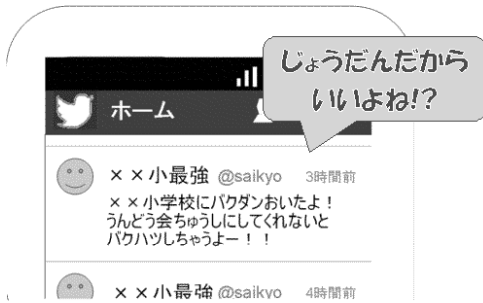 じょうだんだから
いいよね!?
ホーム
××小最強 @saikyo 3時間前
××小学校にバクダンおいたよ！
うんどう会ちゅうしにしてくれないと
バクハツしちゃうよー！！
××小最強 @saikyo 4時間前